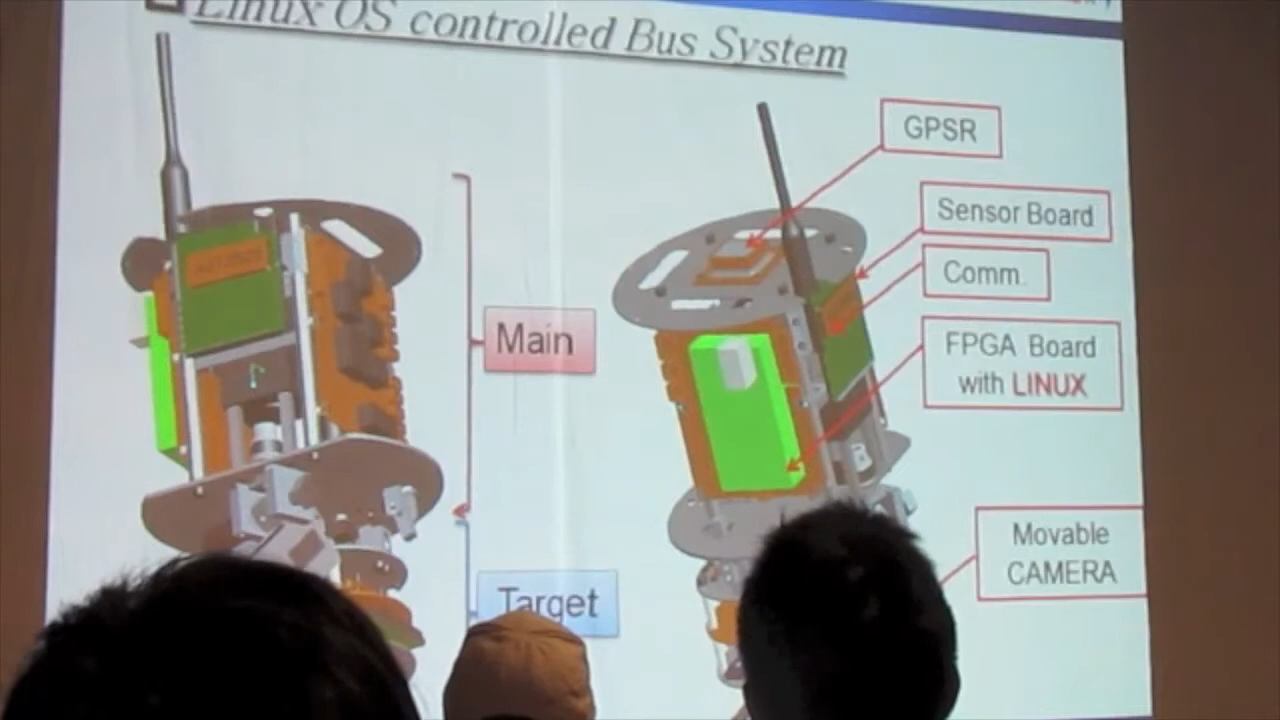 Linux OS controlled Bus System
GPSR
Sensor Board
Comm.
FPGA Board
with LINUX
Main
Movable
CAMERA
Target